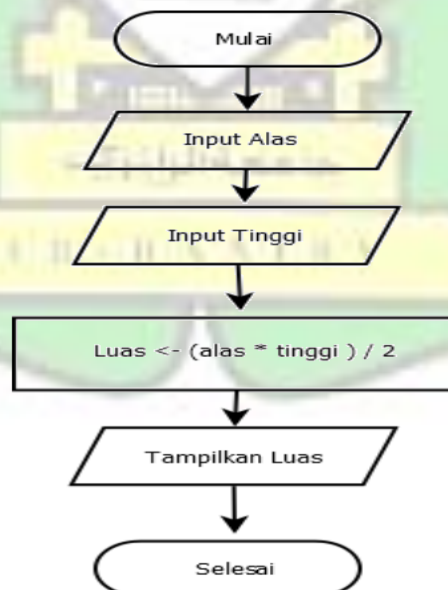 Mulai
Input Alas
Input Tinggi
Luas <- (alas * tinggi ) / 2
Tampilkan Luas
Selesai